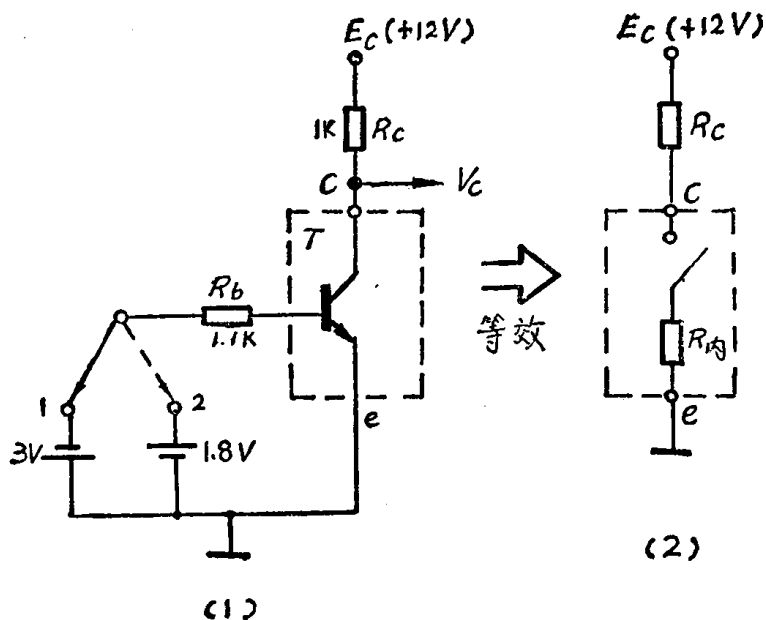 Ec(+12V)
1K Rc
C Vc
T
Rb
1.1K
1 2
3V 1.8V
e
(1)
等效
Ec(+12V)
Rc
C
R内
e
(2)